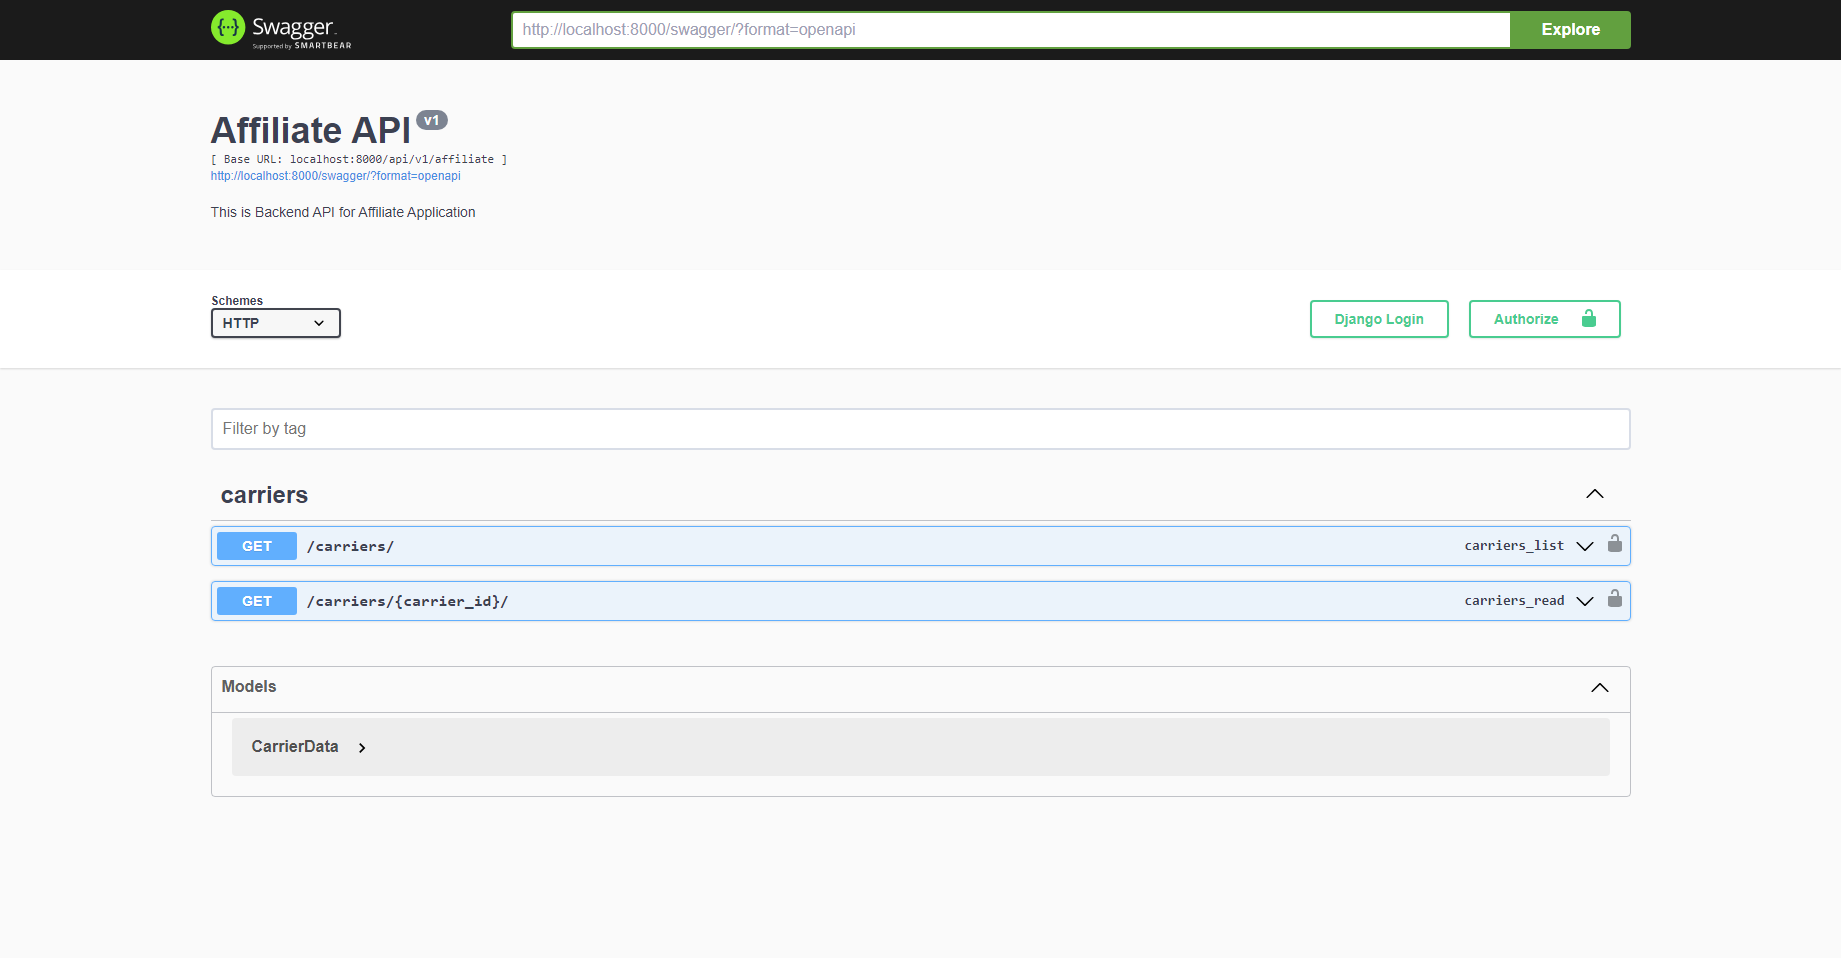 Swagger
Supported by SMARTBEAR
http://localhost:8000/swagger/?format=openapi
Explore
Affiliate API v1
[ Base URL: localhost:8000/api/v1/affiliate ]
http://localhost:8000/swagger/?format=openapi
This is Backend API for Affiliate Application
Schemes
HTTP
Django Login
Authorize
Filter by tag
carriers
GET /carriers/ carriers_list
GET /carriers/{carrier_id}/ carriers_read
Models
CarrierData